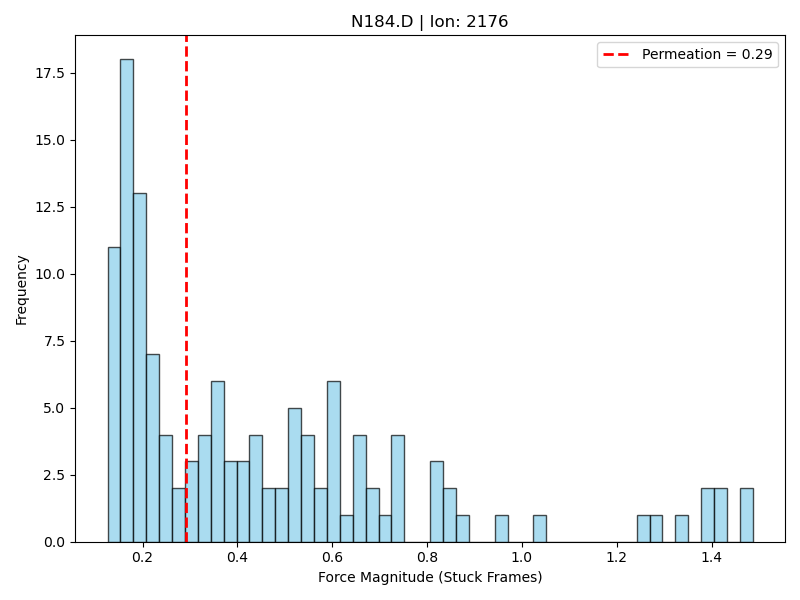 N184.D | Ion: 2176
Permeation = 0.29
17.5
15.0
12.5
10.0
7.5
5.0
2.5
0.0
Frequency
0.2 0.4 0.6 0.8 1.0 1.2 1.4
Force Magnitude (Stuck Frames)